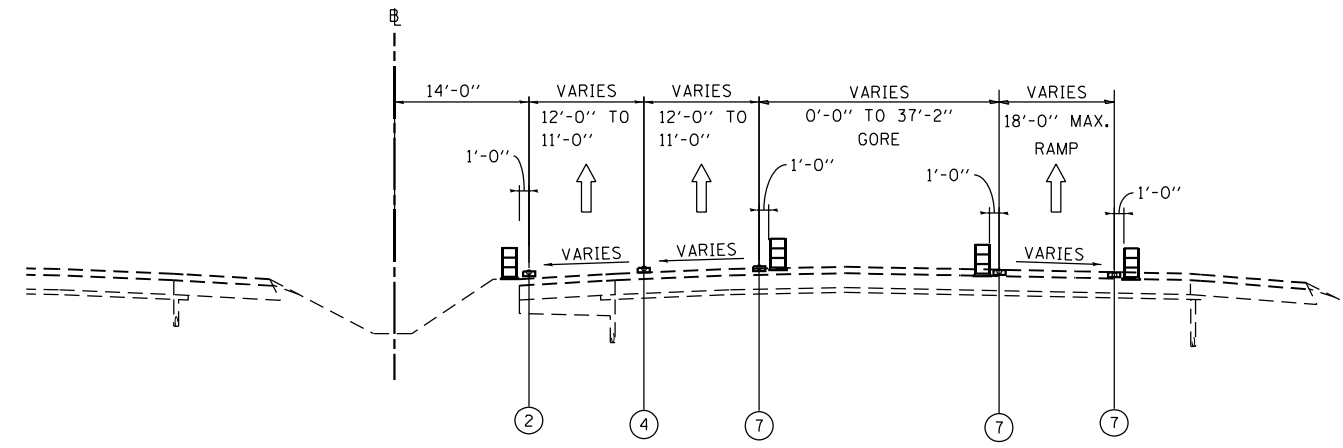 ℄
14'-0" VARIES VARIES VARIES VARIES
12'-0" TO 12'-0" TO 0'-0" TO 37'-2" 18'-0" MAX.
11'-0" 11'-0" GORE RAMP
1'-0" 1'-0" 1'-0" 1'-0"
VARIES VARIES VARIES
2 4 7 7 7